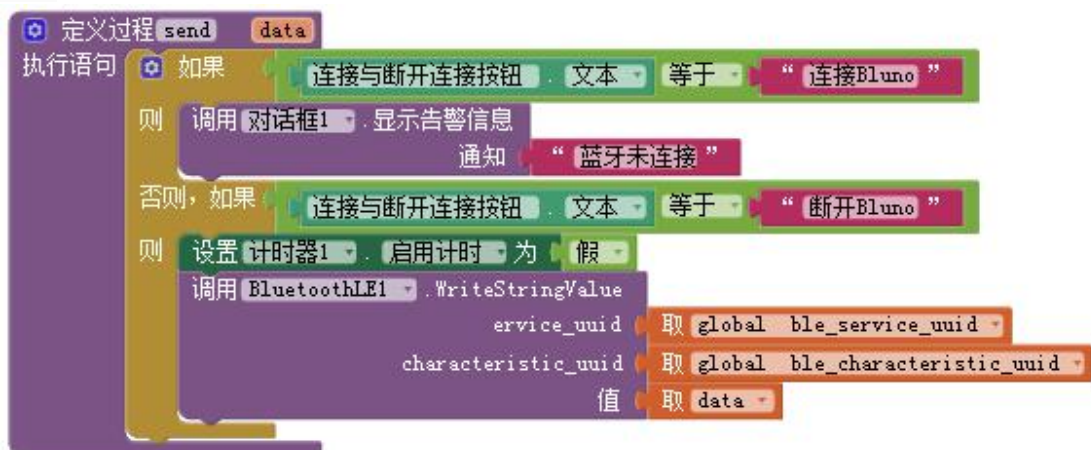 定义过程 send data
执行语句 如果 连接与断开连接按钮 . 文本 等于 “ 连接Bluno ”
则 调用 对话框1 . 显示告警信息
通知 “ 蓝牙未连接 ”
否则，如果 连接与断开连接按钮 . 文本 等于 “ 断开Bluno ”
则 设置 计时器1 . 启用计时 为 假
调用 BluetoothLE1 . WriteStringValue
ervice_uuid 取 global ble_service_uuid
characteristic_uuid 取 global ble_characteristic_uuid
值 取 data